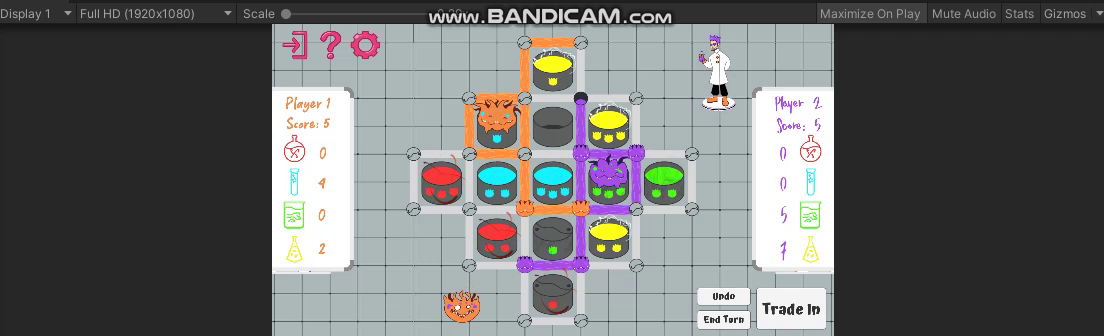 Display 1 Full HD (1920x1080) Scale Maximize On Play Mute Audio Stats Gizmos
www.BANDICAM.com
?
Player 1
Score: 5
0
4
0
2
Player 2
Score: 5
0
0
5
7
Undo
End Turn
Trade In